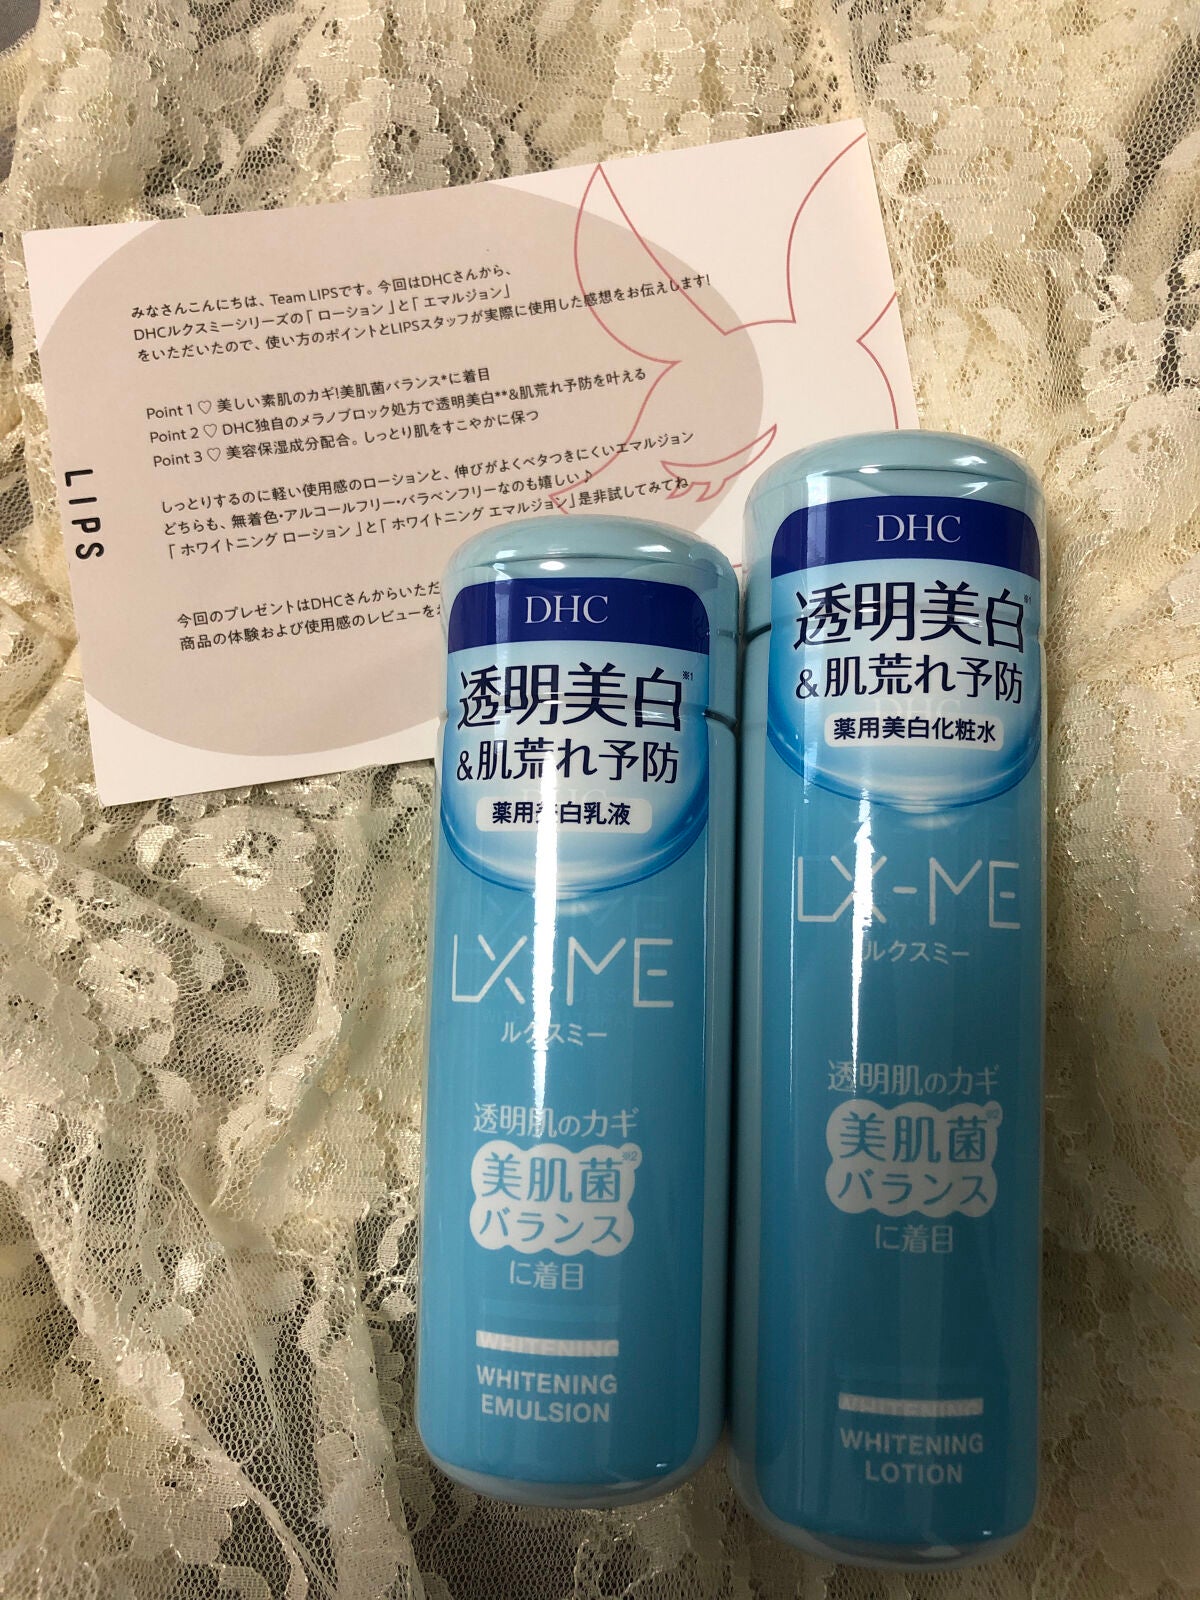 みなさんこんにちは、Team LIPSです。今回はDHCさんから、
DHCルクスミーシリーズの「 ローション 」と「 エマルジョン」
をいただいたので、使い方のポイントとLIPSスタッフが実際に使用した感想をお伝えします!
Point 1 ♡ 美しい素肌のカギ!美肌菌バランス*に着目
Point 2 ♡ DHC独自のメラノブロック処方で透明美白**&肌荒れ予防を叶える
Point 3 ♡ 美容保湿成分配合。しっとり肌をすこやかに保つ
しっとりするのに軽い使用感のローションと、伸びがよくベタつきにくいエマルジョン
どちらも、無着色・アルコールフリー・パラベンフリーなのも嬉しい♪
「 ホワイトニング ローション 」と「 ホワイトニング エマルジョン」是非試してみてね
今回のプレゼントはDHCさんからいただ
商品の体験および使用感のレビューを
LIPS
DHC
透明美白※1
&肌荒れ予防
薬用美白乳液
LX-ME
ルクスミー
透明肌のカギ
美肌菌※2
バランス
に着目
WHITENING
WHITENING
EMULSION
DHC
透明美白※1
&肌荒れ予防
薬用美白化粧水
LX-ME
ルクスミー
透明肌のカギ
美肌菌※2
バランス
に着目
WHITENING
WHITENING
LOTION